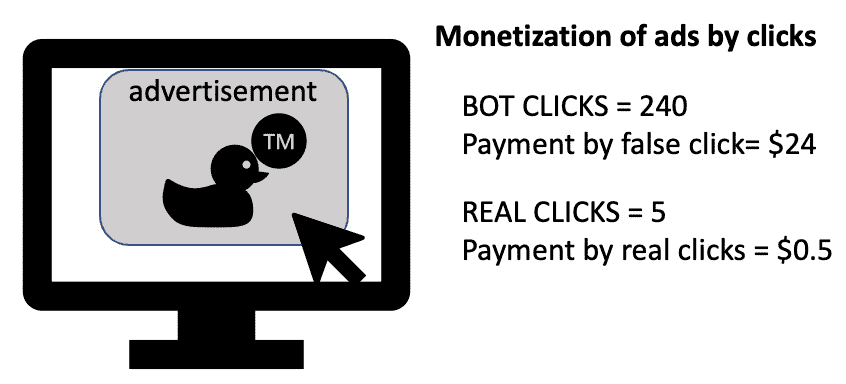 Monetization of ads by clicks
advertisement
TM
BOT CLICKS = 240
Payment by false click= $24
REAL CLICKS = 5
Payment by real clicks = $0.5